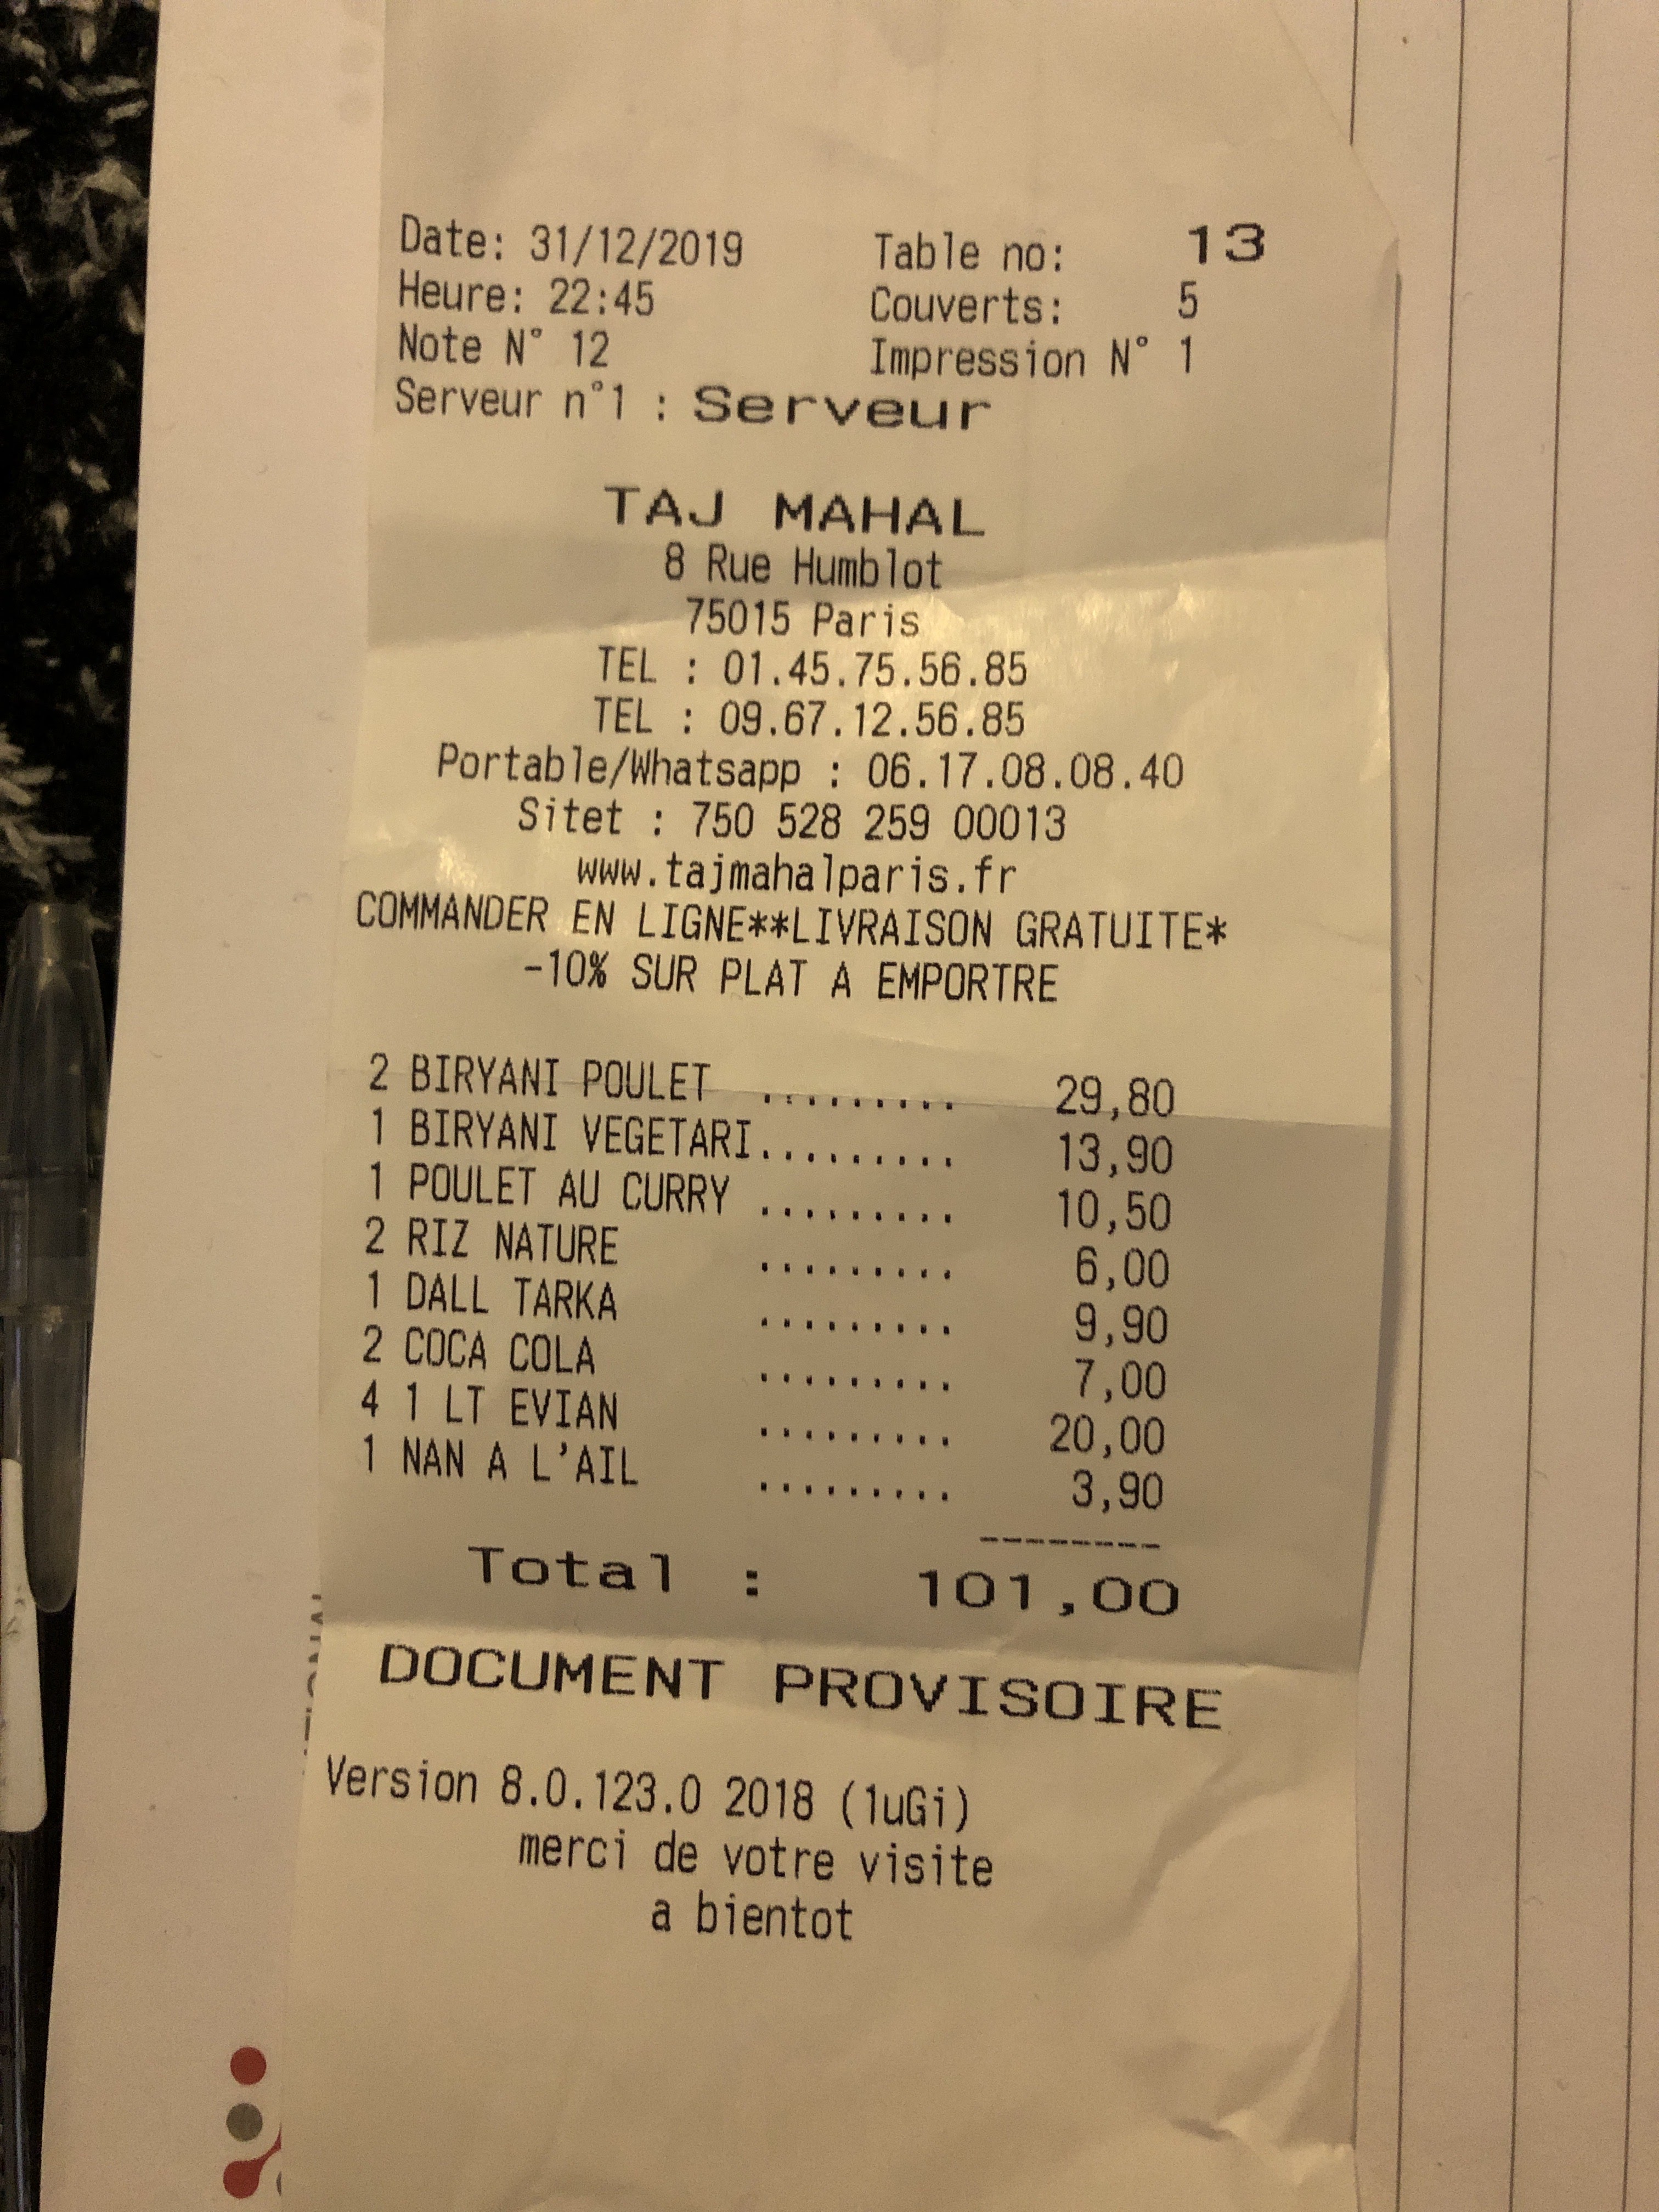 Date: 31/12/2019 Table no: 13
Heure: 22:45 Couverts: 5
Note N° 12 Impression N° 1
Serveur n°1 : Serveur
TAJ MAHAL
8 Rue Humblot
75015 Paris
TEL : 01.45.75.56.85
TEL : 09.67.12.56.85
Portable/Whatsapp : 06.17.08.08.40
Sitet : 750 528 259 00013
www.tajmahalparis.fr
COMMANDER EN LIGNE**LIVRAISON GRATUITE*
-10% SUR PLAT A EMPORTRE
2 BIRYANI POULET ......... 29,80
1 BIRYANI VEGETARI......... 13,90
1 POULET AU CURRY ......... 10,50
2 RIZ NATURE ......... 6,00
1 DALL TARKA ......... 9,90
2 COCA COLA ......... 7,00
4 1 LT EVIAN ......... 20,00
1 NAN A L'AIL ......... 3,90
--------
Total : 101,00
DOCUMENT PROVISOIRE
Version 8.0.123.0 2018 (1uGi)
merci de votre visite
a bientot